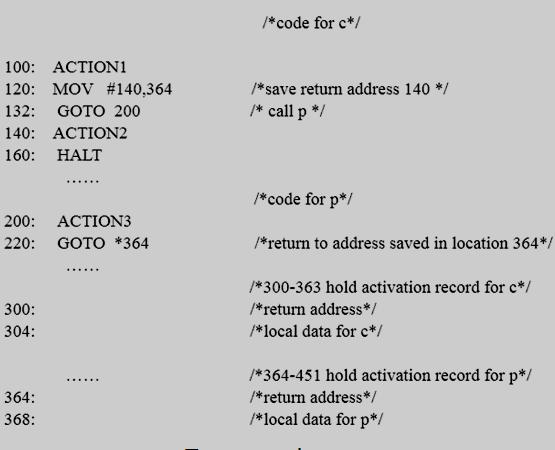 /*code for c*/
100: ACTION1
120: MOV #140,364 /*save return address 140 */
132: GOTO 200 /* call p */
140: ACTION2
160: HALT
......
/*code for p*/
200: ACTION3
220: GOTO *364 /*return to address saved in location 364*/
......
/*300-363 hold activation record for c*/
300: /*return address*/
304: /*local data for c*/
...... /*364-451 hold activation record for p*/
364: /*return address*/
368: /*local data for p*/